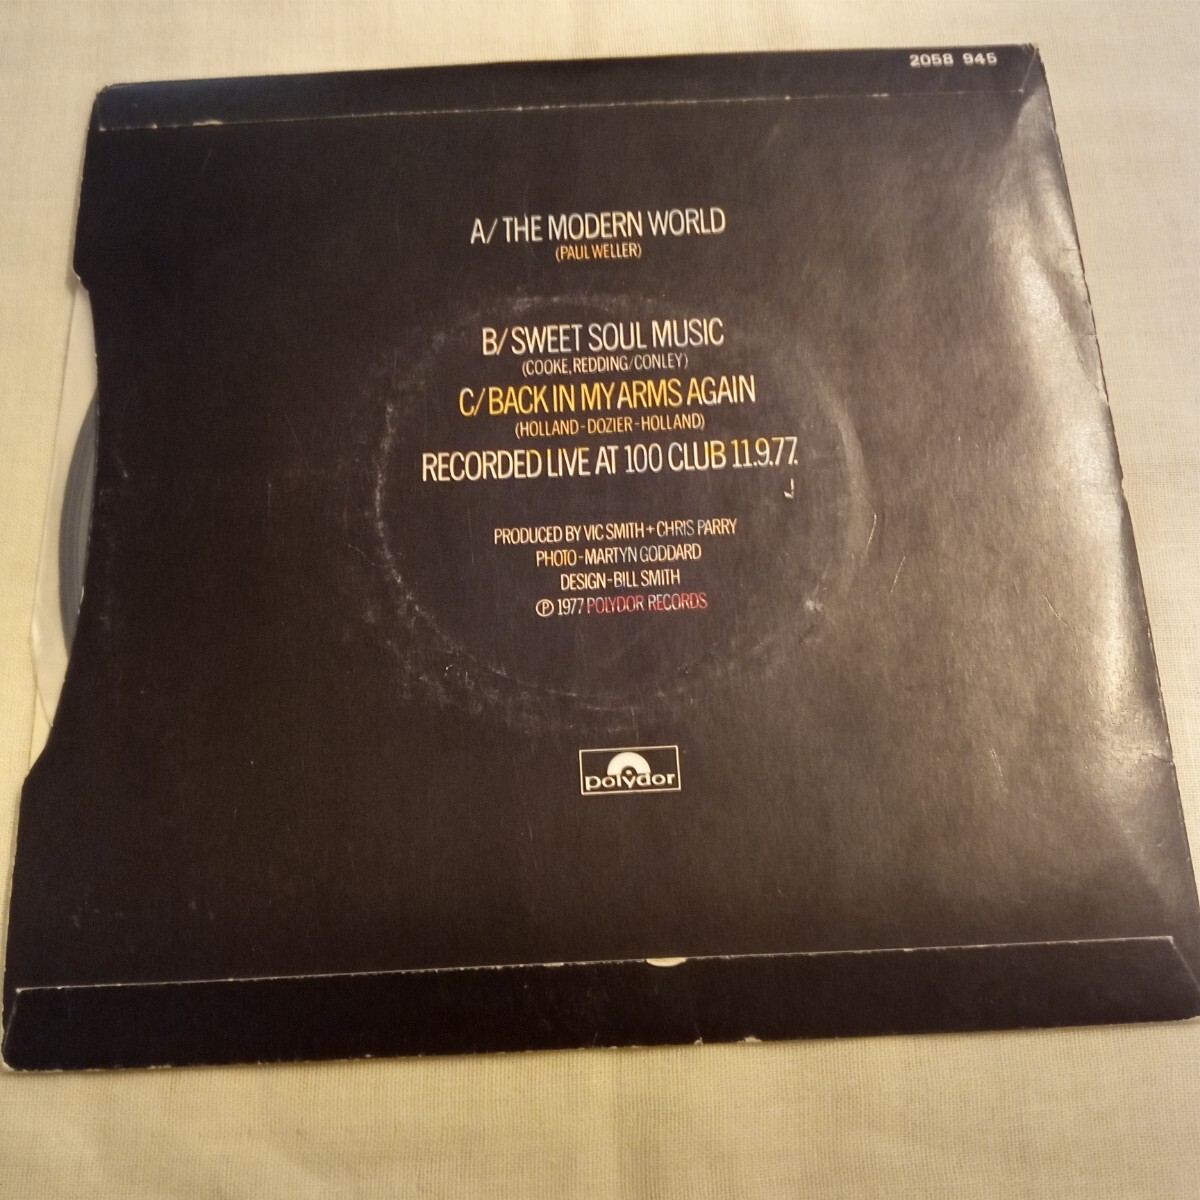 2058 945
A/ THE MODERN WORLD
(PAUL WELLER)
B/ SWEET SOUL MUSIC
(COOKE, REDDING/CONLEY)
C/ BACK IN MY ARMS AGAIN
(HOLLAND-DOZIER-HOLLAND)
RECORDED LIVE AT 100 CLUB 11.9.77.
PRODUCED BY VIC SMITH + CHRIS PARRY
PHOTO-MARTYN GODDARD
DESIGN-BILL SMITH
Ⓟ 1977 POLYDOR RECORDS
polydor